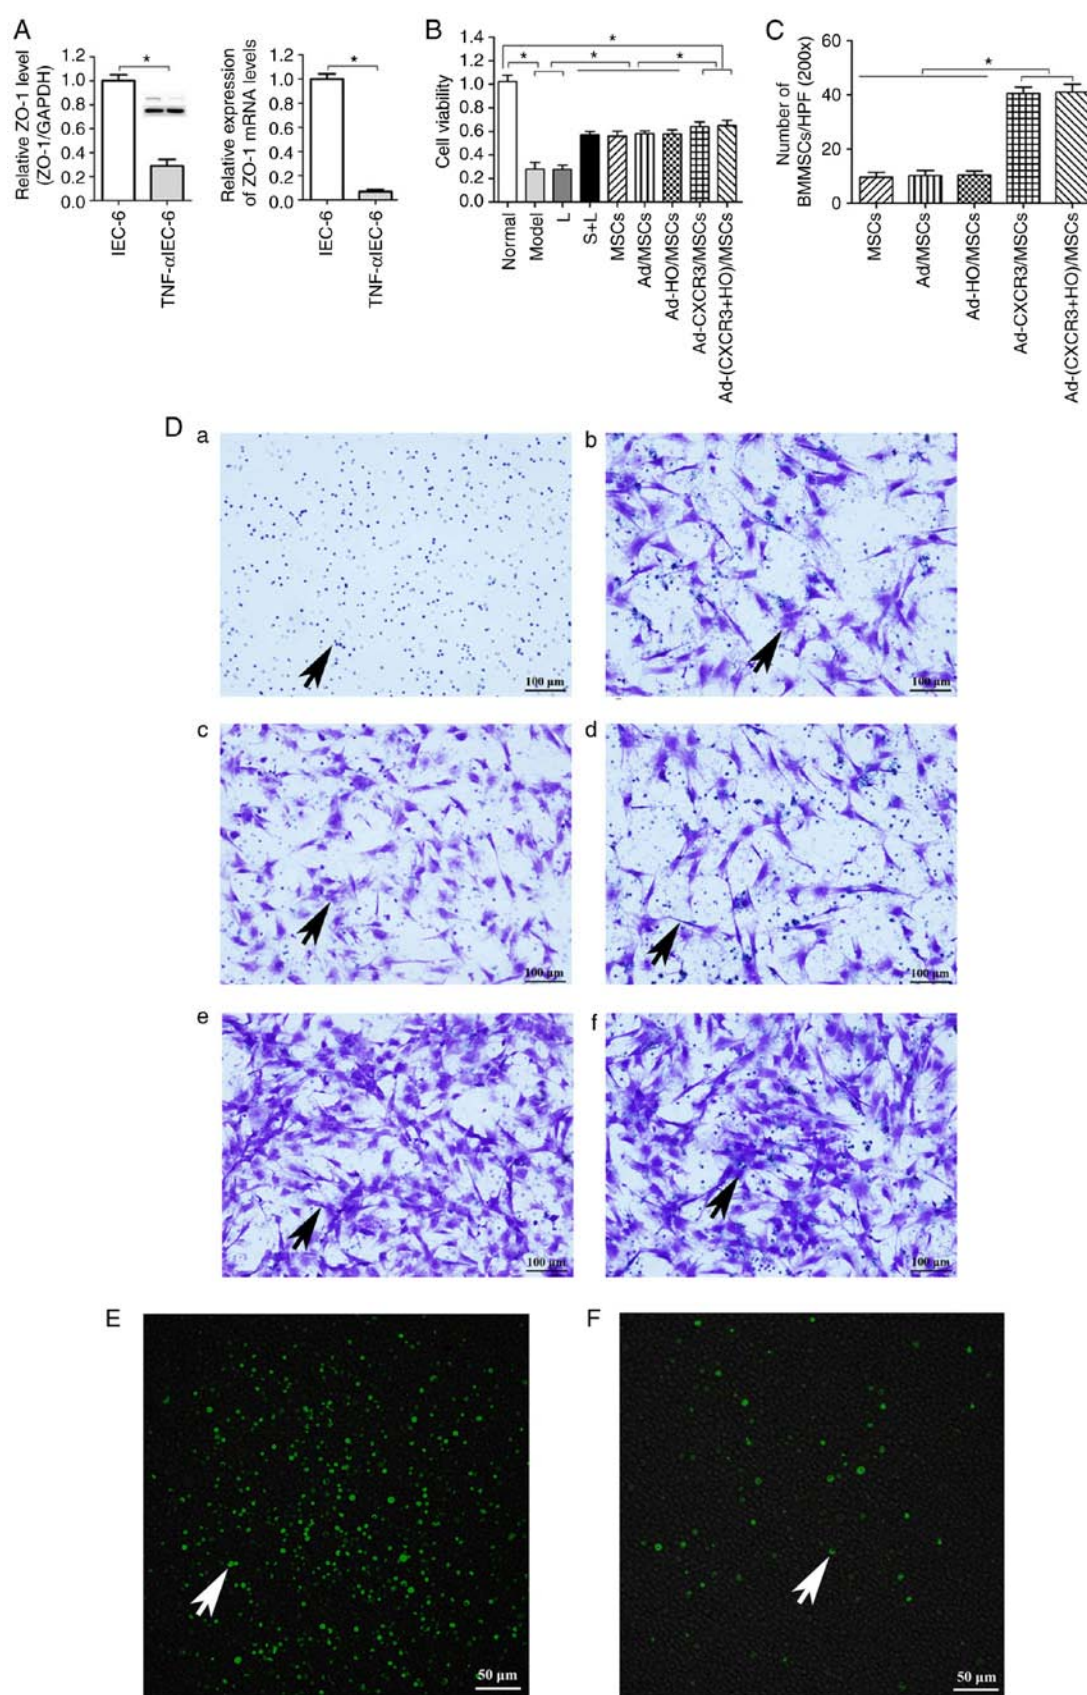 A
Relative ZO-1 level
(ZO-1/GAPDH)
1.2
1.0
0.8
0.6
0.4
0.2
0.0
*
IEC-6
TNF-αIEC-6
Relative expression
of ZO-1 mRNA levels
1.2
1.0
0.8
0.6
0.4
0.2
0.0
*
IEC-6
TNF-αIEC-6
B
Cell viability
1.4
1.2
1.0
0.8
0.6
0.4
0.2
0.0
*
* * *
Normal
Model
L
S+L
MSCs
Ad/MSCs
Ad-HO/MSCs
Ad-CXCR3/MSCs
Ad-(CXCR3+HO)/MSCs
C
Number of
BMMSCs/HPF (200x)
60
40
20
0
*
MSCs
Ad/MSCs
Ad-HO/MSCs
Ad-CXCR3/MSCs
Ad-(CXCR3+HO)/MSCs
D
a
100 μm
b
100 μm
c
100 μm
d
100 μm
e
100 μm
f
100 μm
E
50 μm
F
50 μm